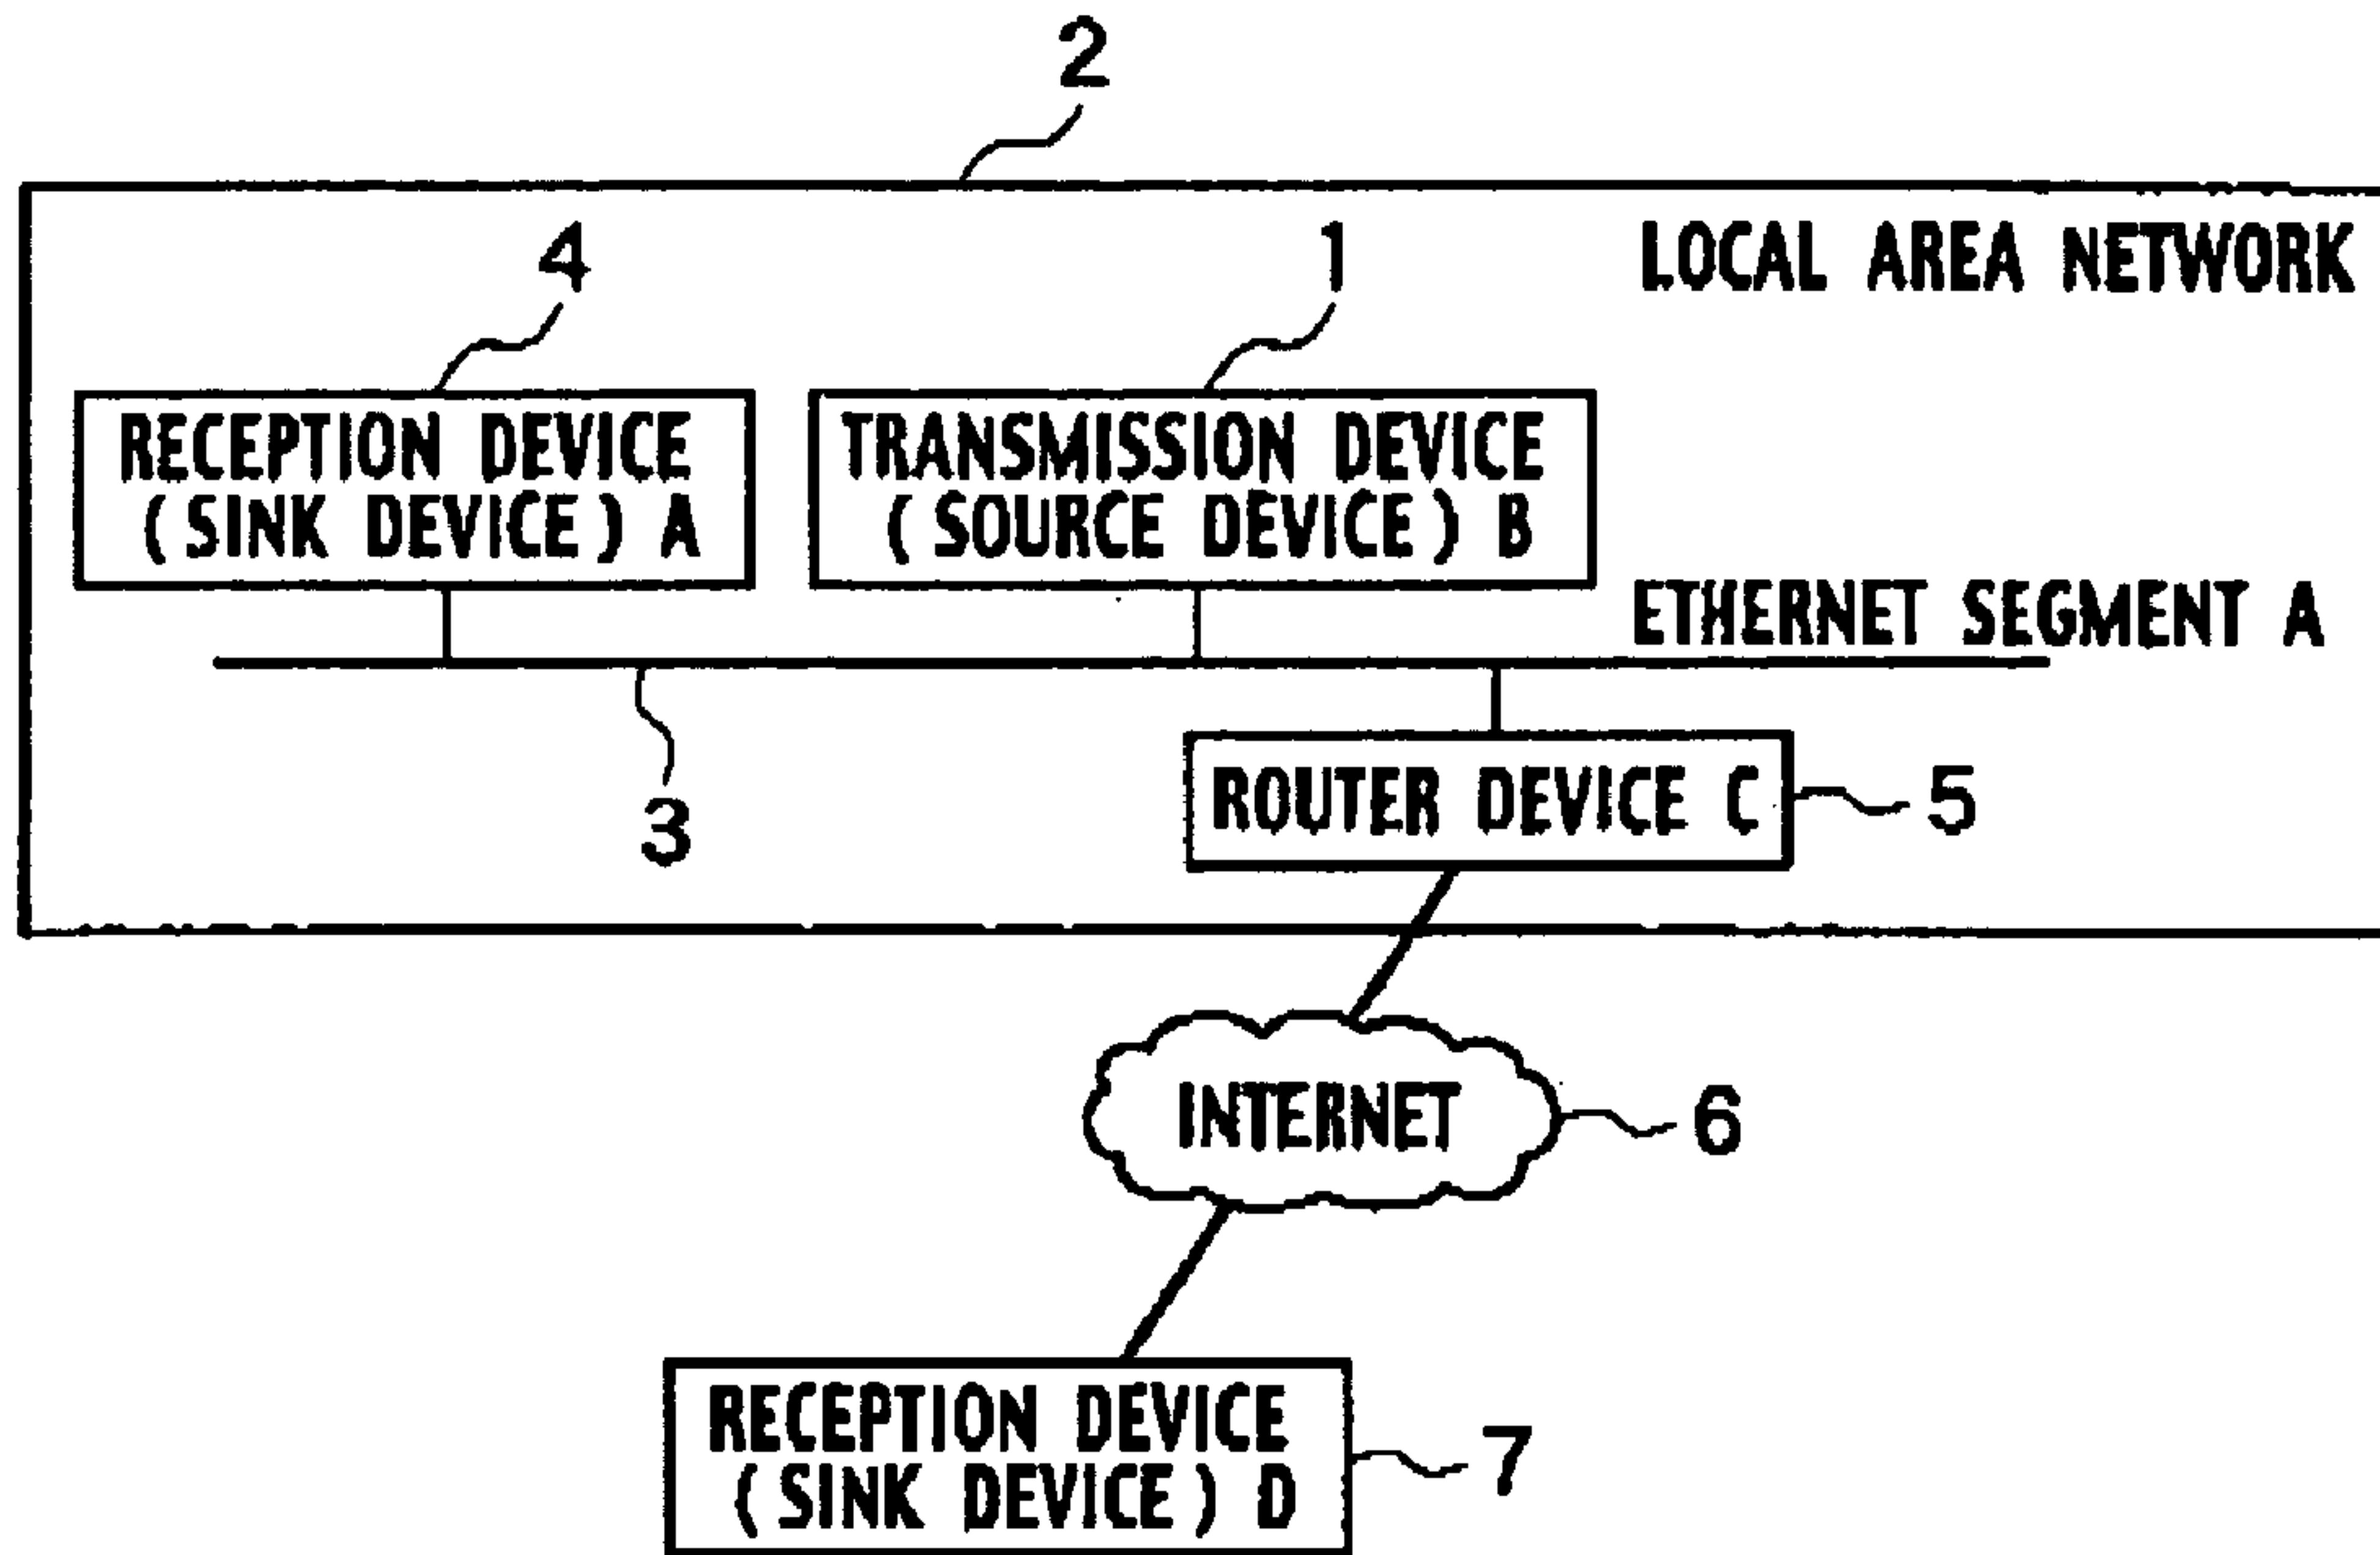 2
4
1
LOCAL AREA NETWORK
RECEPTION DEVICE
(SINK DEVICE) A
TRANSMISSION DEVICE
(SOURCE DEVICE) B
ETHERNET SEGMENT A
3
ROUTER DEVICE C
5
INTERNET
6
RECEPTION DEVICE
(SINK DEVICE) D
7